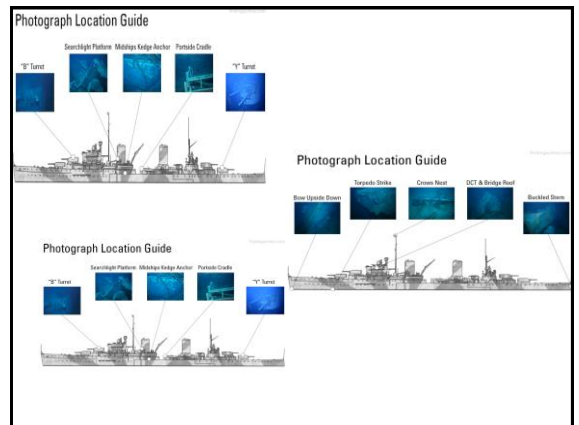 Photograph Location Guide
Searchlight Platform Midships Kedge Anchor Portside Cradle
"B" Turret "Y" Turret
Photograph Location Guide
Torpedo Strike Crows Nest DCT & Bridge Roof
Bow Upside Down Buckled Stern
Photograph Location Guide
Searchlight Platform Midships Kedge Anchor Portside Cradle
"B" Turret "Y" Turret